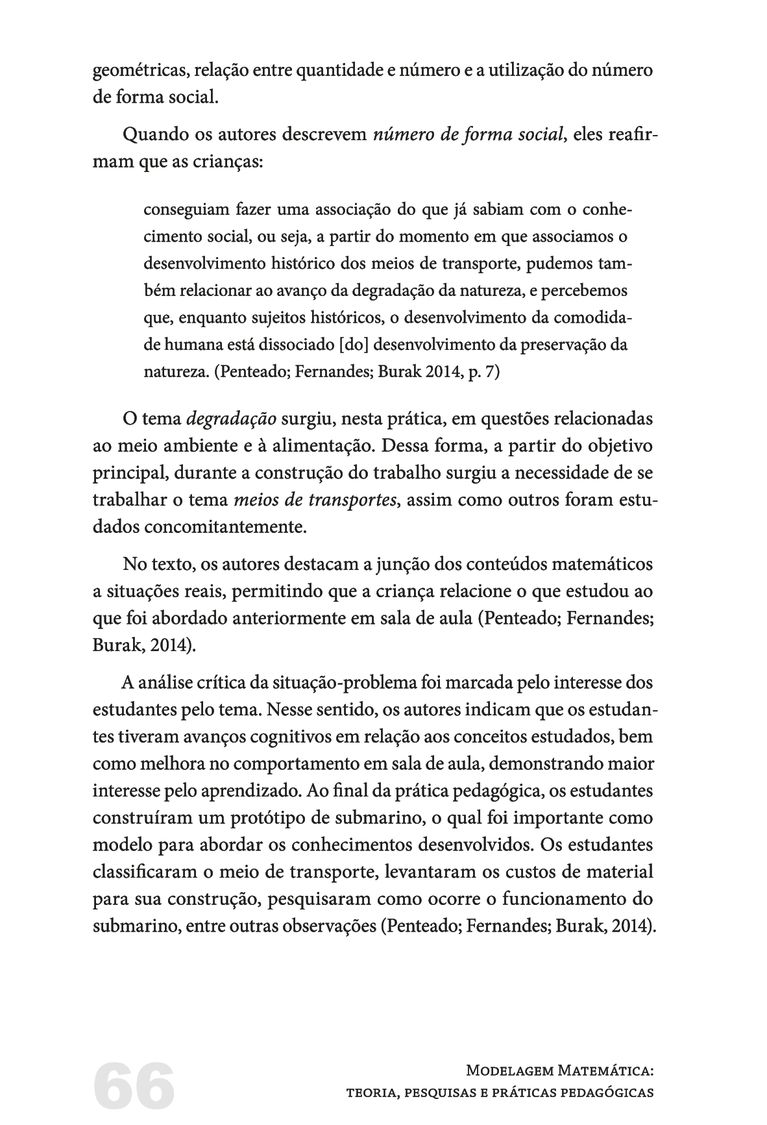 geométricas, relação entre quantidade e número e a utilização do número
de forma social.
Quando os autores descrevem número de forma social, eles reafir-
mam que as crianças:
conseguiam fazer uma associação do que já sabiam com o conhe-
cimento social, ou seja, a partir do momento em que associamos o
desenvolvimento histórico dos meios de transporte, pudemos tam-
bém relacionar ao avanço da degradação da natureza, e percebemos
que, enquanto sujeitos históricos, o desenvolvimento da comodida-
de humana está dissociado [do] desenvolvimento da preservação da
natureza. (Penteado; Fernandes; Burak 2014, p. 7)
O tema degradação surgiu, nesta prática, em questões relacionadas
ao meio ambiente e à alimentação. Dessa forma, a partir do objetivo
principal, durante a construção do trabalho surgiu a necessidade de se
trabalhar o tema meios de transportes, assim como outros foram estu-
dados concomitantemente.
No texto, os autores destacam a junção dos conteúdos matemáticos
a situações reais, permitindo que a criança relacione o que estudou ao
que foi abordado anteriormente em sala de aula (Penteado; Fernandes;
Burak, 2014).
A análise crítica da situação-problema foi marcada pelo interesse dos
estudantes pelo tema. Nesse sentido, os autores indicam que os estudan-
tes tiveram avanços cognitivos em relação aos conceitos estudados, bem
como melhora no comportamento em sala de aula, demonstrando maior
interesse pelo aprendizado. Ao final da prática pedagógica, os estudantes
construíram um protótipo de submarino, o qual foi importante como
modelo para abordar os conhecimentos desenvolvidos. Os estudantes
classificaram o meio de transporte, levantaram os custos de material
para sua construção, pesquisaram como ocorre o funcionamento do
submarino, entre outras observações (Penteado; Fernandes; Burak, 2014).
66
Modelagem Matemática:
teoria, pesquisas e práticas pedagógicas